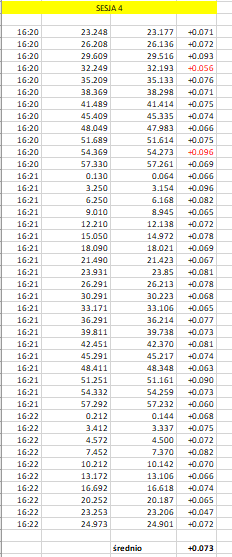 SESJA 4
16:20 23.248 23.177 +0.071
16:20 26.208 26.136 +0.072
16:20 29.609 29.516 +0.093
16:20 32.249 32.193 +0.056
16:20 35.209 35.133 +0.076
16:20 38.369 38.298 +0.071
16:20 41.489 41.414 +0.075
16:20 45.409 45.335 +0.074
16:20 48.049 47.983 +0.066
16:20 51.689 51.614 +0.075
16:20 54.369 54.273 +0.096
16:20 57.330 57.261 +0.069
16:21 0.130 0.064 +0.066
16:21 3.250 3.154 +0.096
16:21 6.250 6.168 +0.082
16:21 9.010 8.945 +0.065
16:21 12.210 12.138 +0.072
16:21 15.050 14.972 +0.078
16:21 18.090 18.021 +0.069
16:21 21.490 21.423 +0.067
16:21 23.931 23.85 +0.081
16:21 26.291 26.213 +0.078
16:21 30.291 30.223 +0.068
16:21 33.171 33.106 +0.065
16:21 36.291 36.214 +0.077
16:21 39.811 39.738 +0.073
16:21 42.451 42.370 +0.081
16:21 45.291 45.217 +0.074
16:21 48.411 48.348 +0.063
16:21 51.251 51.161 +0.090
16:21 54.332 54.259 +0.073
16:21 57.292 57.232 +0.060
16:22 0.212 0.144 +0.068
16:22 3.412 3.337 +0.075
16:22 4.572 4.500 +0.072
16:22 7.452 7.370 +0.082
16:22 10.212 10.142 +0.070
16:22 13.172 13.106 +0.066
16:22 16.692 16.618 +0.074
16:22 20.252 20.187 +0.065
16:22 23.253 23.206 +0.047
16:22 24.973 24.901 +0.072
średnio +0.073